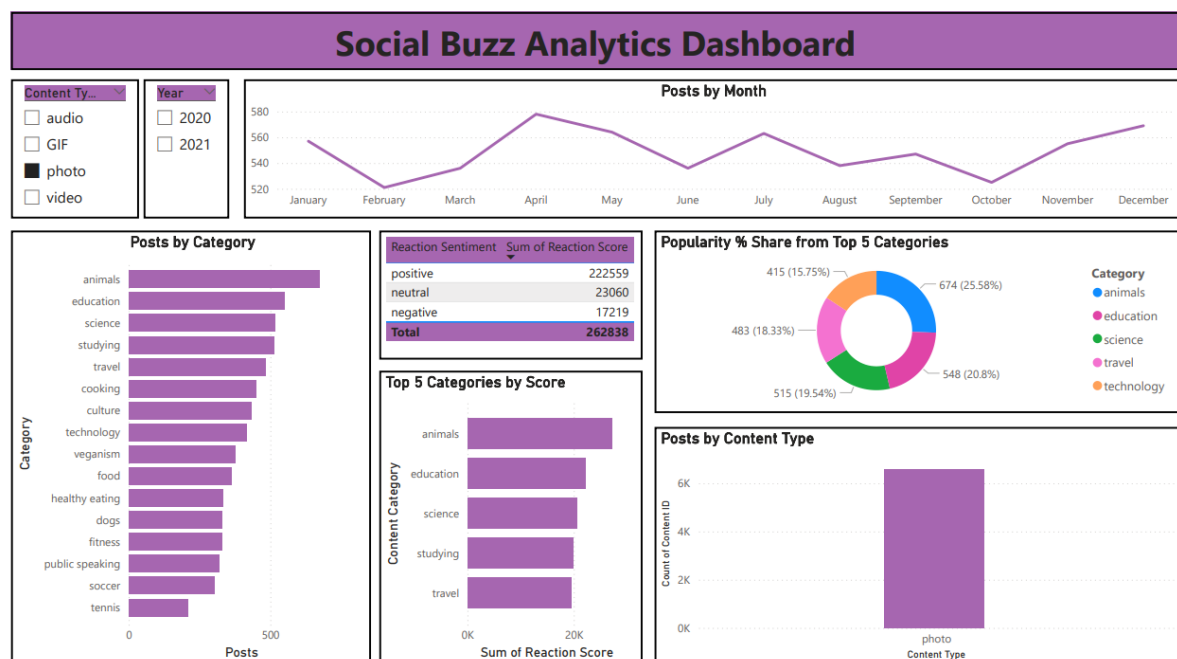 Social Buzz Analytics Dashboard
Content Ty...
audio
GIF
photo
video
Year
2020
2021
Posts by Month
580
560
540
520
January February March April May June July August September October November December
Posts by Category
Category
animals
education
science
studying
travel
cooking
culture
technology
veganism
food
healthy eating
dogs
fitness
public speaking
soccer
tennis
0 500
Posts
Reaction Sentiment Sum of Reaction Score
positive 222559
neutral 23060
negative 17219
Total 262838
Top 5 Categories by Score
Content Category
animals
education
science
studying
travel
0K 20K
Sum of Reaction Score
Popularity % Share from Top 5 Categories
415 (15.75%)
674 (25.58%)
483 (18.33%)
548 (20.8%)
515 (19.54%)
Category
animals
education
science
travel
technology
Posts by Content Type
Count of Content ID
6K
4K
2K
0K
photo
Content Type